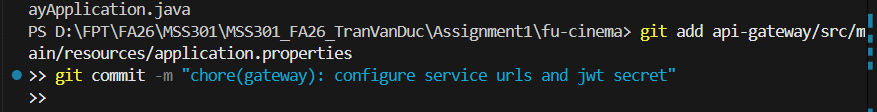 ayApplication.java
PS D:\FPT\FA26\MSS301\MSS301_FA26_TranVanDuc\Assignment1\fu-cinema> git add api-gateway/src/m
ain/resources/application.properties
>> git commit -m "chore(gateway): configure service urls and jwt secret"
>>